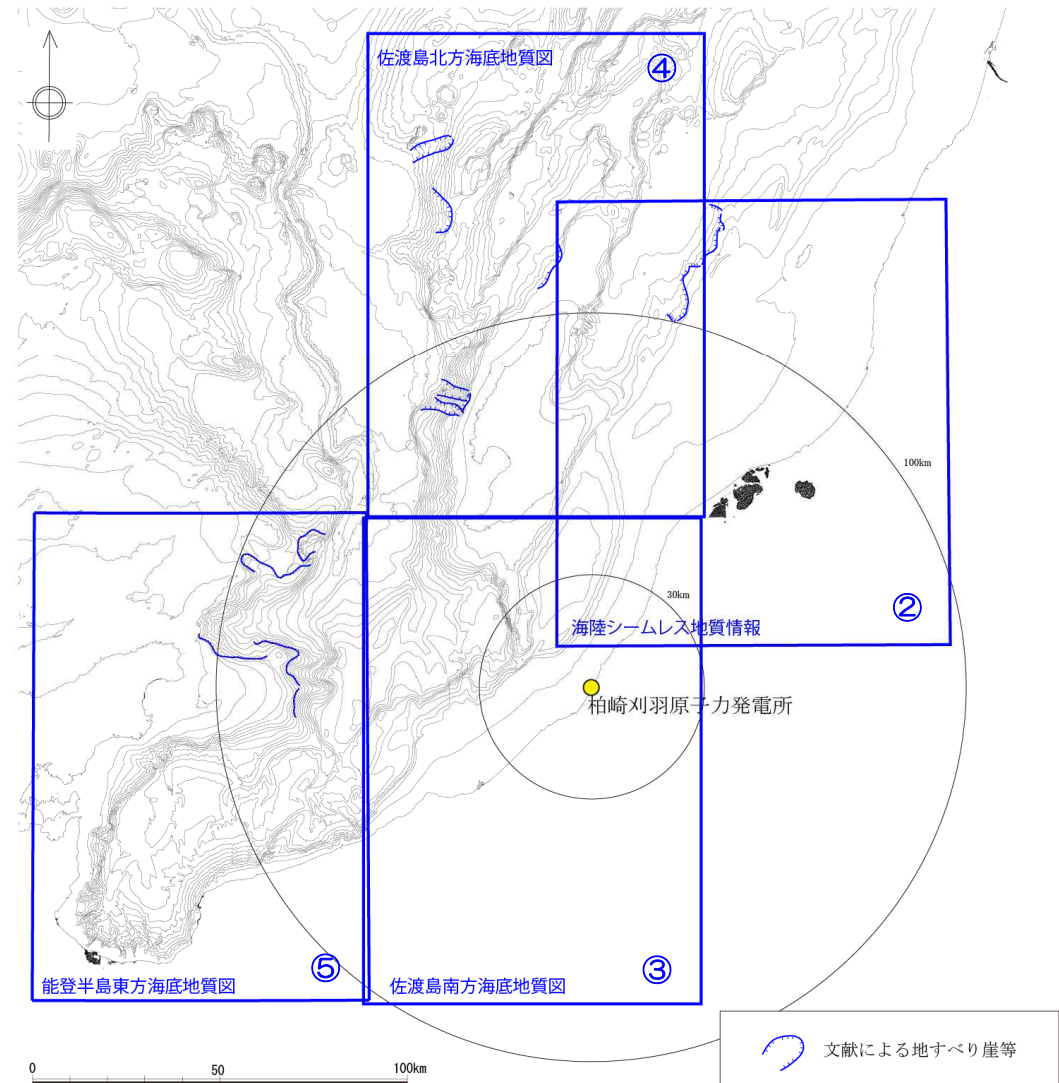 佐渡島北方海底地質図
④
100km
30km
②
海陸シームレス地質情報
柏崎刈羽原子力発電所
⑤
③
能登半島東方海底地質図
佐渡島南方海底地質図
文献による地すべり崖等
0
50
100km